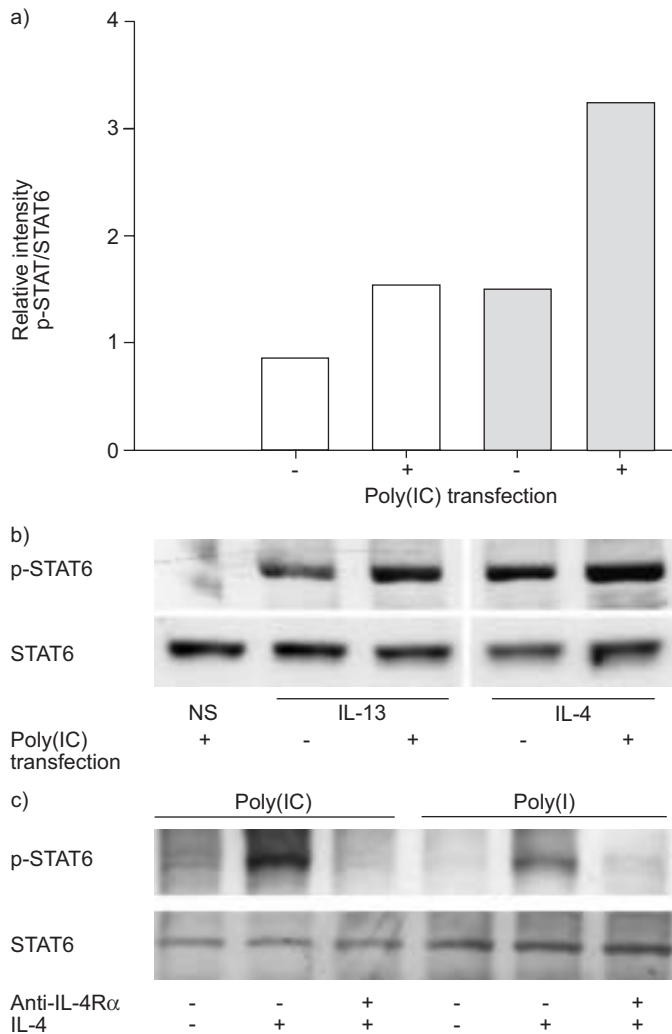 a)
4
3
2
1
0
Relative intensity
p-STAT/STAT6
- + - +
Poly(IC) transfection
b)
p-STAT6
STAT6
NS IL-13 IL-4
Poly(IC) + - + - +
transfection
c)
Poly(IC) Poly(I)
p-STAT6
STAT6
Anti-IL-4Rα - - + - - +
IL-4 - + + - + +